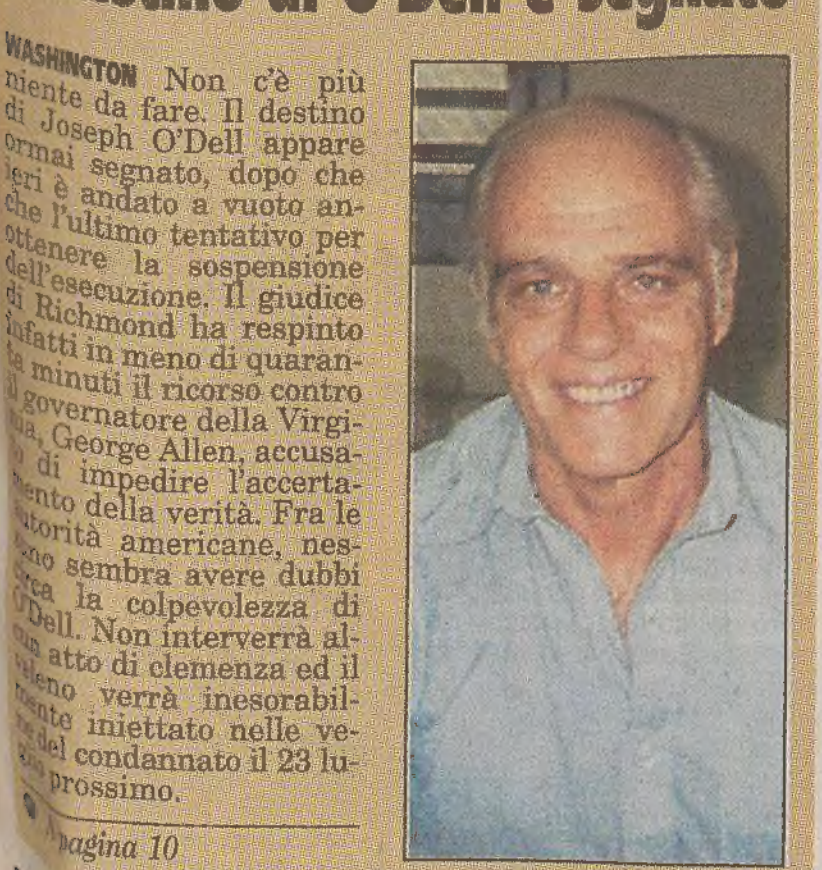 di O'Dell è segnato
WASHINGTON Non c'è più
niente da fare. Il destino
di Joseph O'Dell appare
ormai segnato, dopo che
ieri è andato a vuoto an-
che l'ultimo tentativo per
ottenere la sospensione
dell'esecuzione. Il giudice
di Richmond ha respinto
infatti in meno di quaran-
ta minuti il ricorso contro
il governatore della Virgi-
nia, George Allen, accusa-
to di impedire l'accerta-
mento della verità. Fra le
autorità americane, nes-
suno sembra avere dubbi
circa la colpevolezza di
O'Dell. Non interverrà al-
cun atto di clemenza ed il
veleno verrà inesorabil-
mente iniettato nelle ve-
ne del condannato il 23 lu-
glio prossimo.
A pagina 10